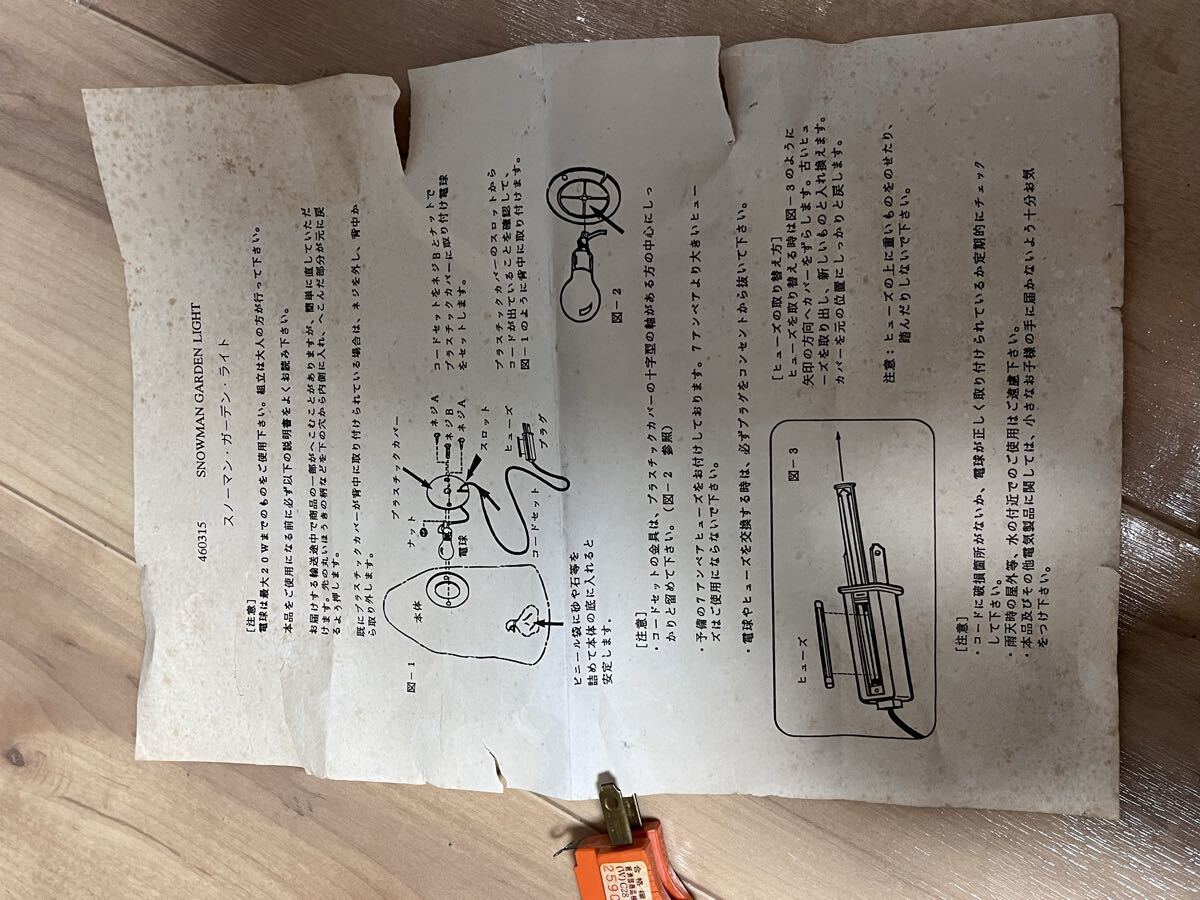 460315 SNOWMAN GARDEN LIGHT
スノーマン・ガーデン・ライト
[注意]
電球は最大20Wまでのものをご使用下さい。組立は大人の方が行って下さい。
本品をご使用になる前に必ず以下の説明書をよくお読み下さい。
お届けする輸送途中で商品の一部がへこむことがありますが、簡単に直していただ
けます。先の丸いほうきの柄などを下の穴から内側に入れ、へこんだ部分が元に戻
るよう押します。
既にプラスチックカバーが背中に取り付けられている場合は、ネジを外し、背中か
ら取り外します。
図-1
本体
ナット
電球
プラスチックカバー
ネジA
ネジB
ネジA
スロット
ヒューズ
プラグ
コードセット
コードセットをネジBとナットで
プラスチックカバーに取り付け電球
をセットします。
プラスチックカバーのスロットから
コードが出ていることを確認して、
図-1のように背中に取り付けます。
ビニール袋に砂や石等を
詰めて本体の底に入れると
安定します。
図-2
[注意]
・コードセットの金具は、プラスチックカバーの十字型の軸がある方の中心にしっ
かりと留めて下さい。(図-2 参照)
・予備の7アンペアヒューズをお付けしております。7アンペアより大きいヒュー
ズはご使用にならないで下さい。
・電球やヒューズを交換する時は、必ずプラグをコンセントから抜いて下さい。
ヒューズ
図-3
[ヒューズの取り替え方]
ヒューズを取り替える時は図-3のように
矢印の方向へカバーをずらします。古いヒュ
ーズを取り出し、新しいものと入れ換えます。
カバーを元の位置にしっかりと戻します。
注意:ヒューズの上に重いものをのせたり、
踏んだりしないで下さい。
[注意]
・コードに破損箇所がないか、電球が正しく取り付けられているか定期的にチェック
して下さい。
・雨天時の屋外等、水の付近でのご使用はご遠慮下さい。
・本品及びその他電気製品に関しては、小さなお子様の手に届かないよう十分お気
をつけ下さい。
合格
(W)C28
2590